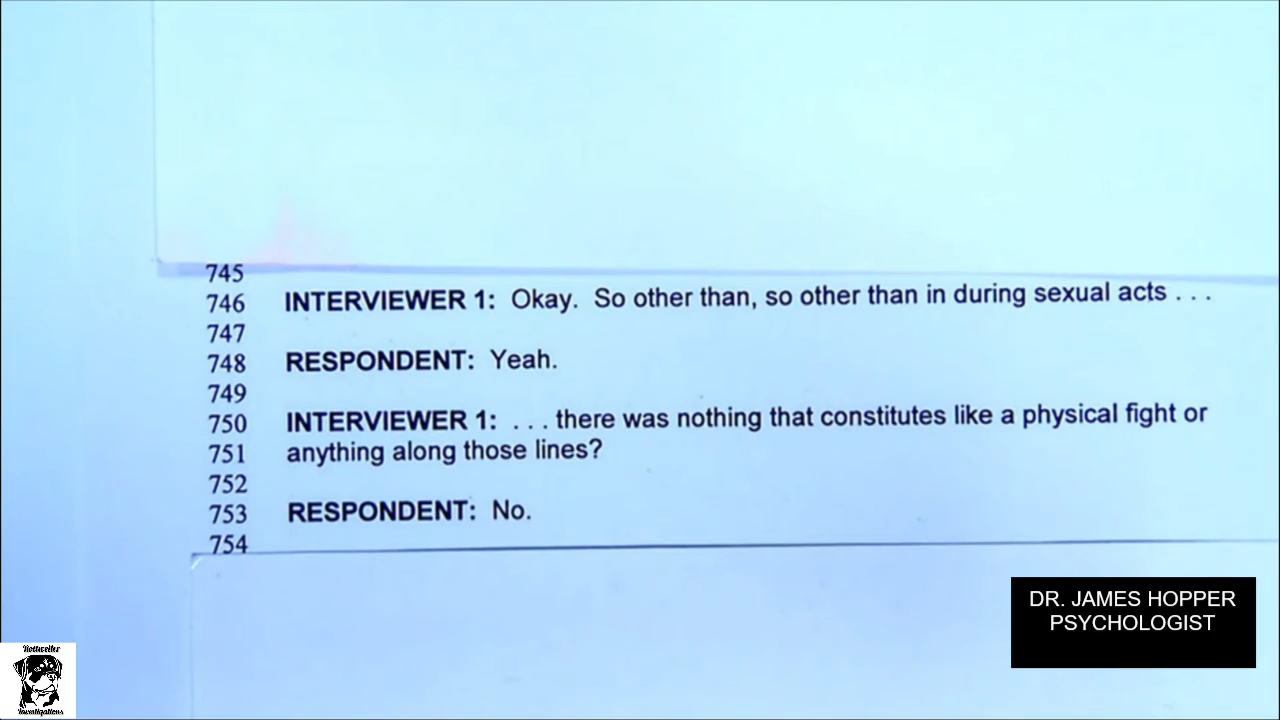 745
746 INTERVIEWER 1: Okay. So other than, so other than in during sexual acts . . .
747
748 RESPONDENT: Yeah.
749
750 INTERVIEWER 1: . . . there was nothing that constitutes like a physical fight or
751 anything along those lines?
752
753 RESPONDENT: No.
754
DR. JAMES HOPPER
PSYCHOLOGIST
Rottweiler
Investigations